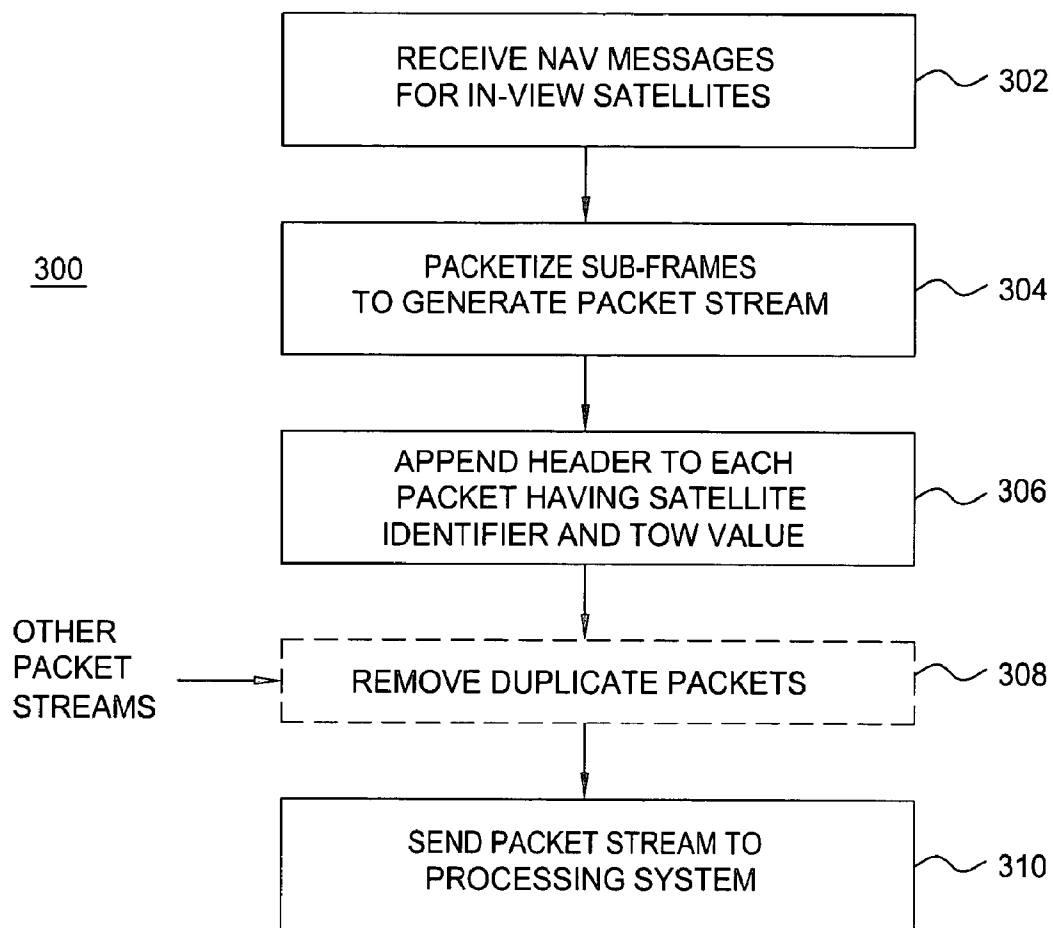 RECEIVE NAV MESSAGES
FOR IN-VIEW SATELLITES
302
300
PACKETIZE SUB-FRAMES
TO GENERATE PACKET STREAM
304
APPEND HEADER TO EACH
PACKET HAVING SATELLITE
IDENTIFIER AND TOW VALUE
306
OTHER
PACKET
STREAMS
REMOVE DUPLICATE PACKETS
308
SEND PACKET STREAM TO
PROCESSING SYSTEM
310